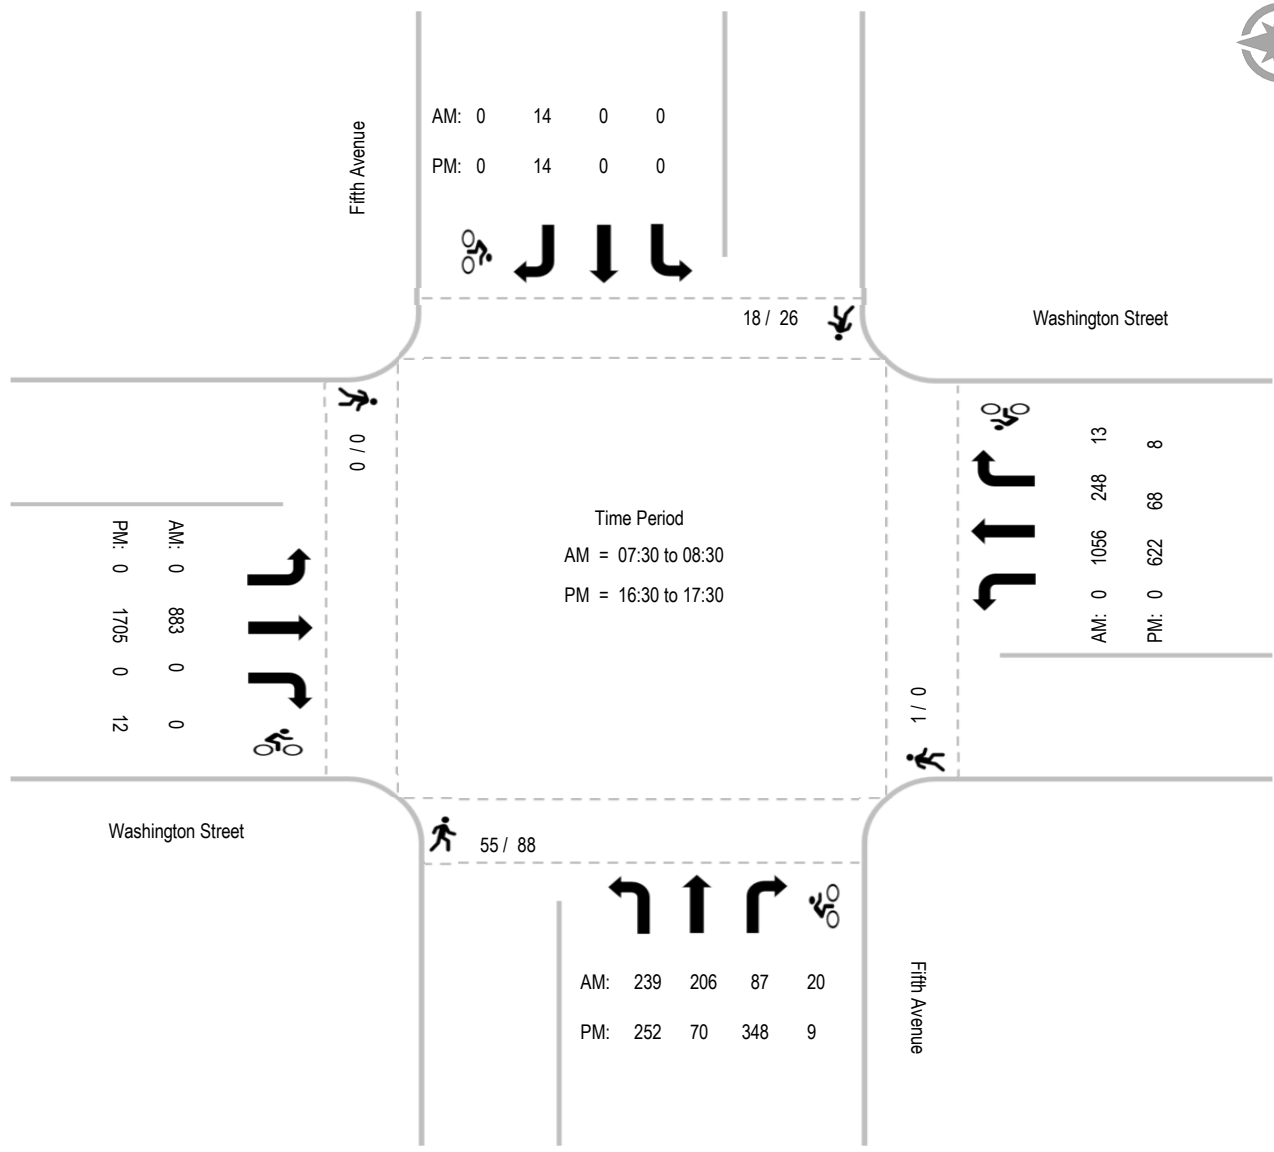 Fifth Avenue
AM: 0 14 0 0
PM: 0 14 0 0
18 / 26
Washington Street
0 / 0
Time Period
AM = 07:30 to 08:30
PM = 16:30 to 17:30
AM: 0 883 0 0
PM: 0 1705 0 12
AM: 0 1056 248 13
PM: 0 622 68 8
1 / 0
Washington Street
55 / 88
AM: 239 206 87 20
PM: 252 70 348 9
Fifth Avenue